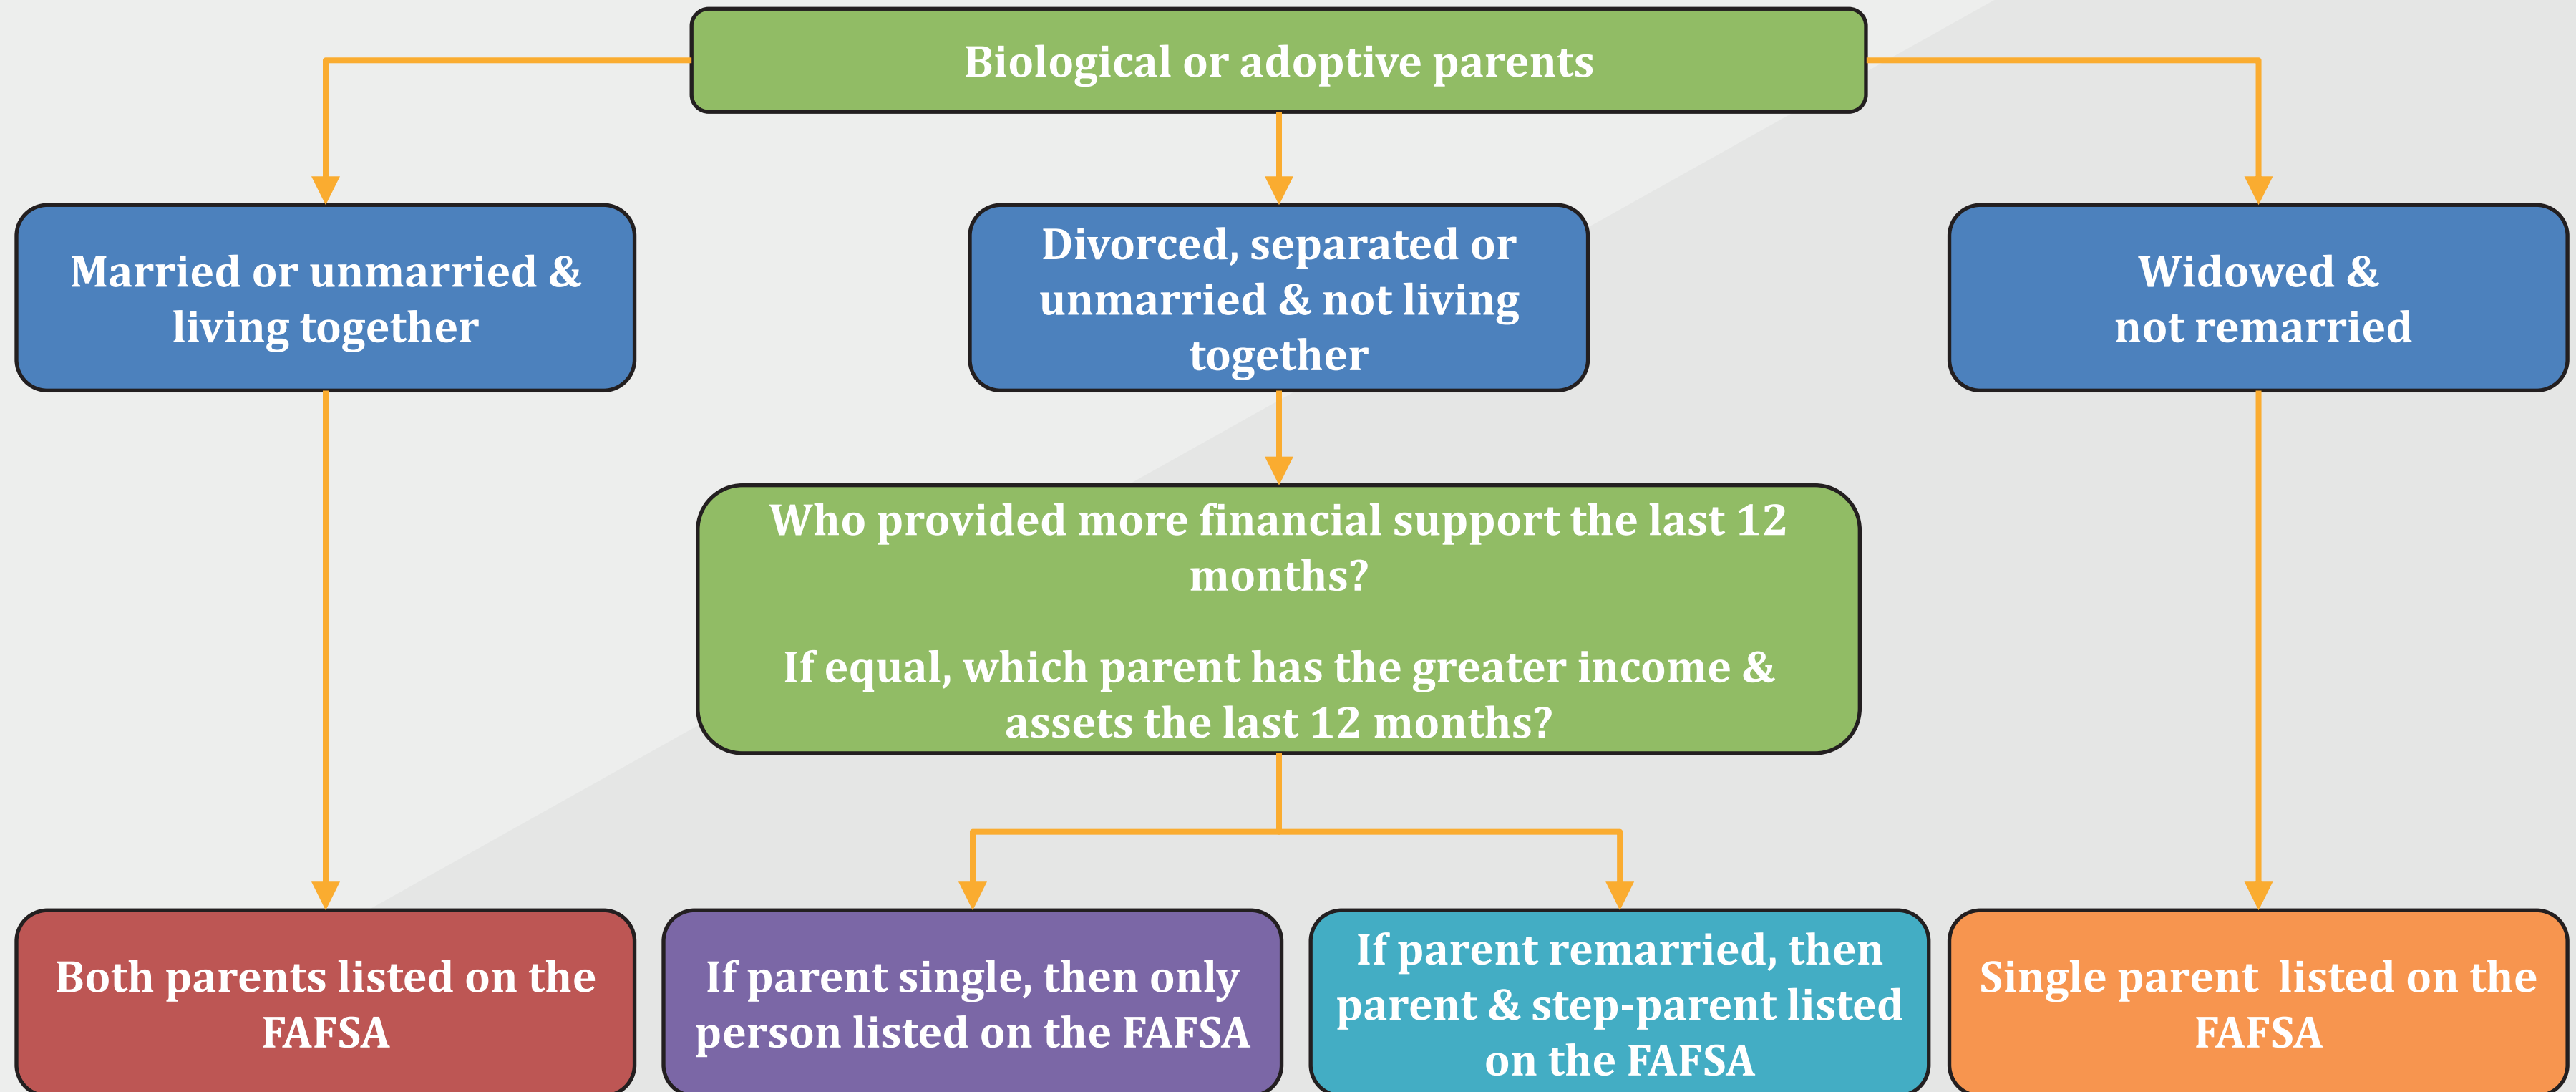 Biological or adoptive parents
Married or unmarried &
living together
Divorced, separated or
unmarried & not living
together
Widowed &
not remarried
Who provided more financial support the last 12
months?
If equal, which parent has the greater income &
assets the last 12 months?
Both parents listed on the
FAFSA
If parent single, then only
person listed on the FAFSA
If parent remarried, then
parent & step-parent listed
on the FAFSA
Single parent  listed on the
FAFSA